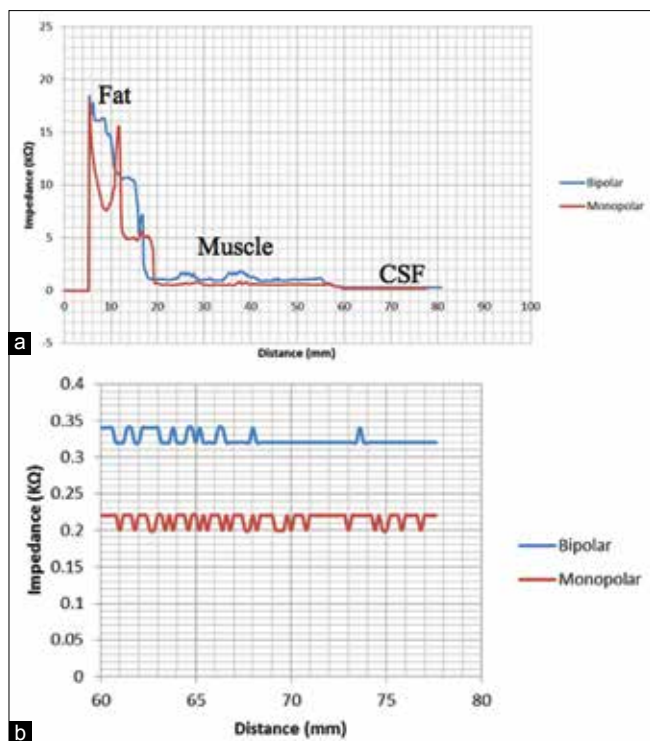 25
20
15
10
5
0
-5
Impedance (KΩ)
Fat
Muscle
CSF
0 10 20 30 40 50 60 70 80 90 100
Distance (mm)
Bipolar
Monopolar
a
0.4
0.35
0.3
0.25
0.2
0.15
0.1
0.05
0
Impedance (KΩ)
60 65 70 75 80
Distance (mm)
Bipolar
Monopolar
b